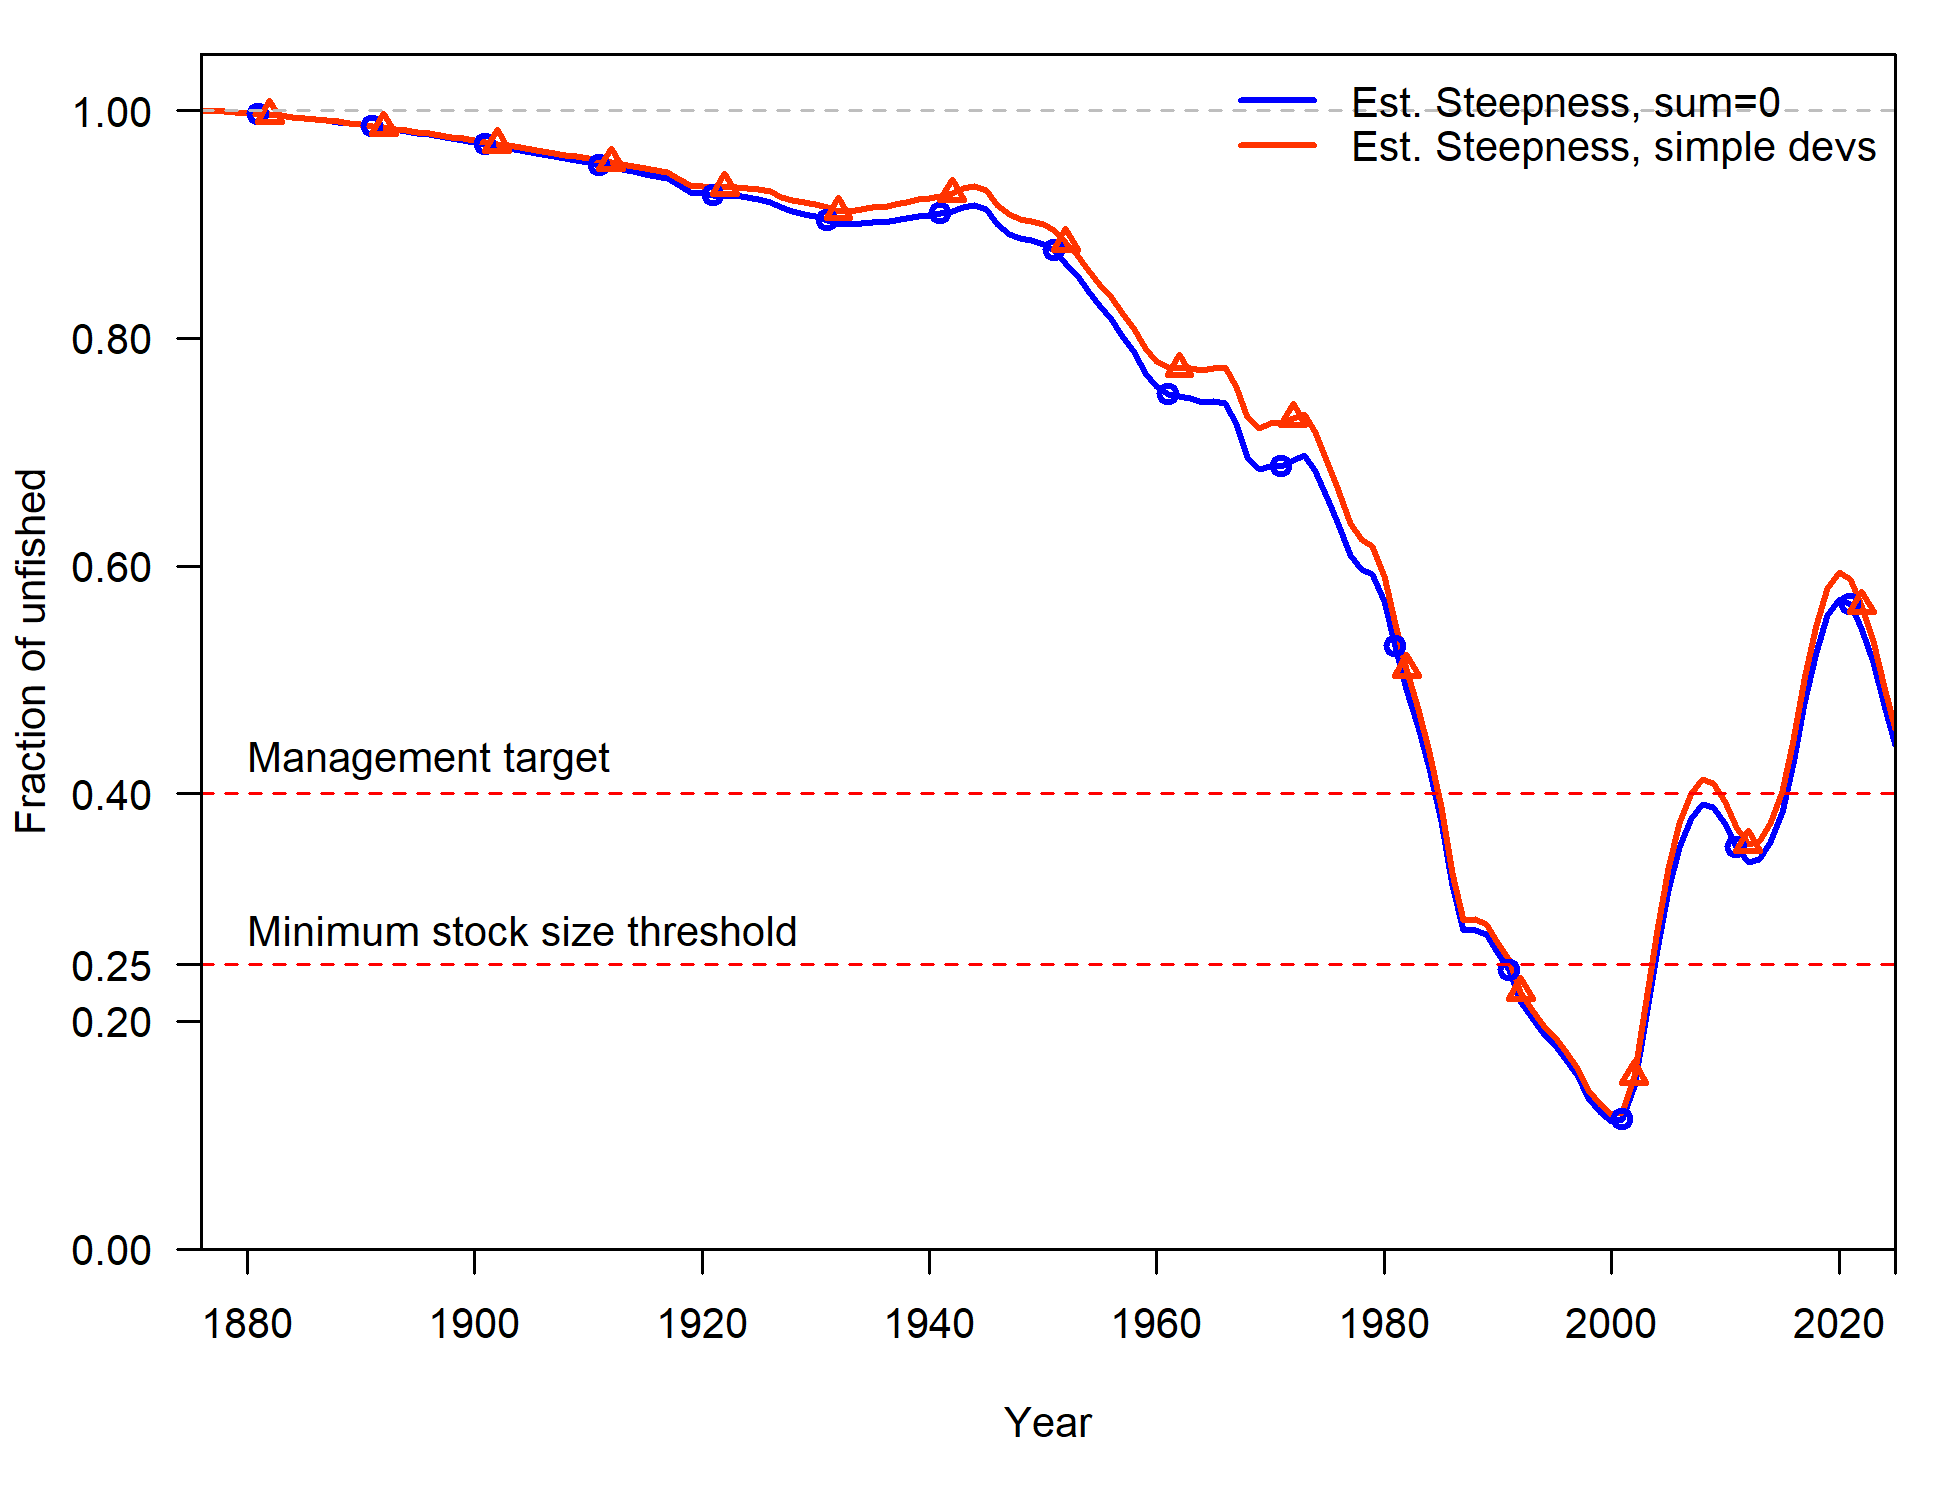 Est. Steepness, sum=0
Est. Steepness, simple devs
Fraction of unfished
1.00
0.80
0.60
0.40
0.25
0.20
0.00
Management target
Minimum stock size threshold
1880 1900 1920 1940 1960 1980 2000 2020
Year